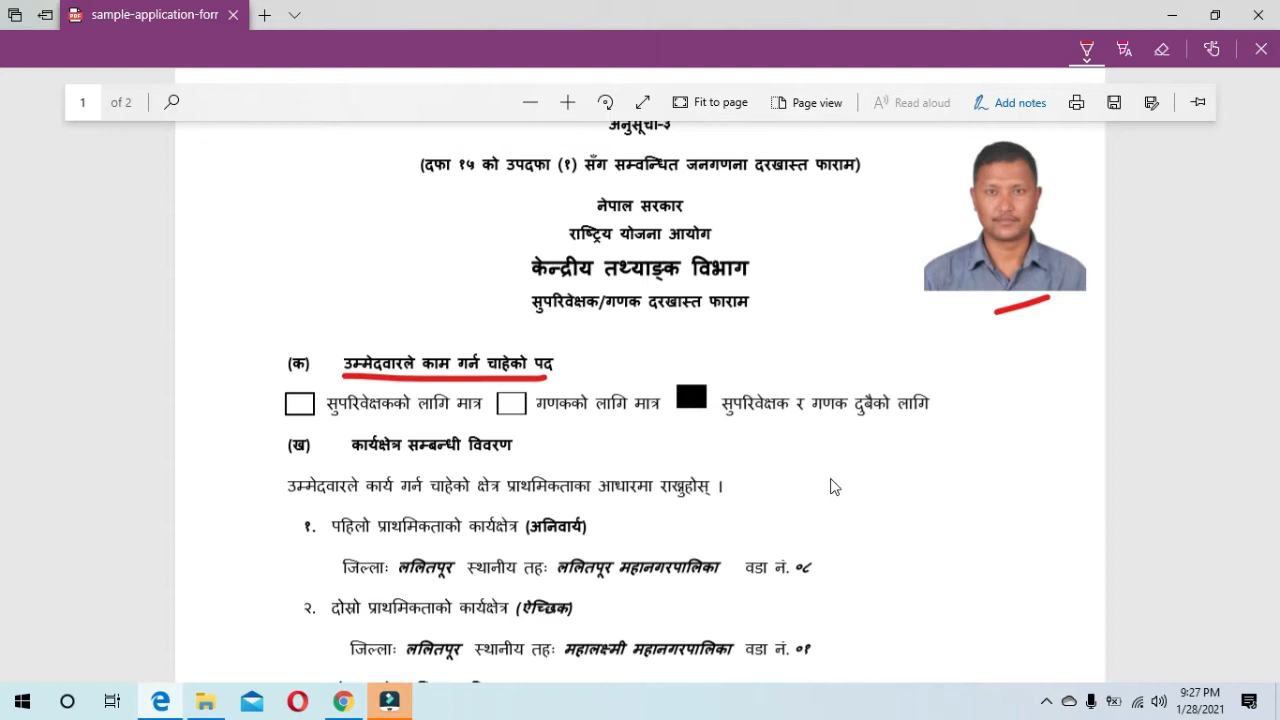 sample-application-for
1 of 2 Fit to page Page view Read aloud Add notes
अनुसूची-३
(दफा १५ को उपदफा (१) सँग सम्वन्धित जनगणना दरखास्त फाराम)
नेपाल सरकार
राष्ट्रिय योजना आयोग
केन्द्रीय तथ्याङ्क विभाग
सुपरिवेक्षक/गणक दरखास्त फाराम
(क) उम्मेदवारले काम गर्न चाहेको पद
सुपरिवेक्षकको लागि मात्र गणकको लागि मात्र सुपरिवेक्षक र गणक दुबैको लागि
(ख) कार्यक्षेत्र सम्बन्धी विवरण
उम्मेदवारले कार्य गर्न चाहेको क्षेत्र प्राथमिकताका आधारमा राख्नुहोस् ।
१. पहिलो प्राथमिकताको कार्यक्षेत्र (अनिवार्य)
जिल्लाः ललितपूर स्थानीय तहः ललितपूर महानगरपालिका वडा नं. ०८
२. दोस्रो प्राथमिकताको कार्यक्षेत्र (ऐच्छिक)
जिल्लाः ललितपूर स्थानीय तहः महालक्ष्मी महानगरपालिका वडा नं. ०१
9:27 PM
1/28/2021